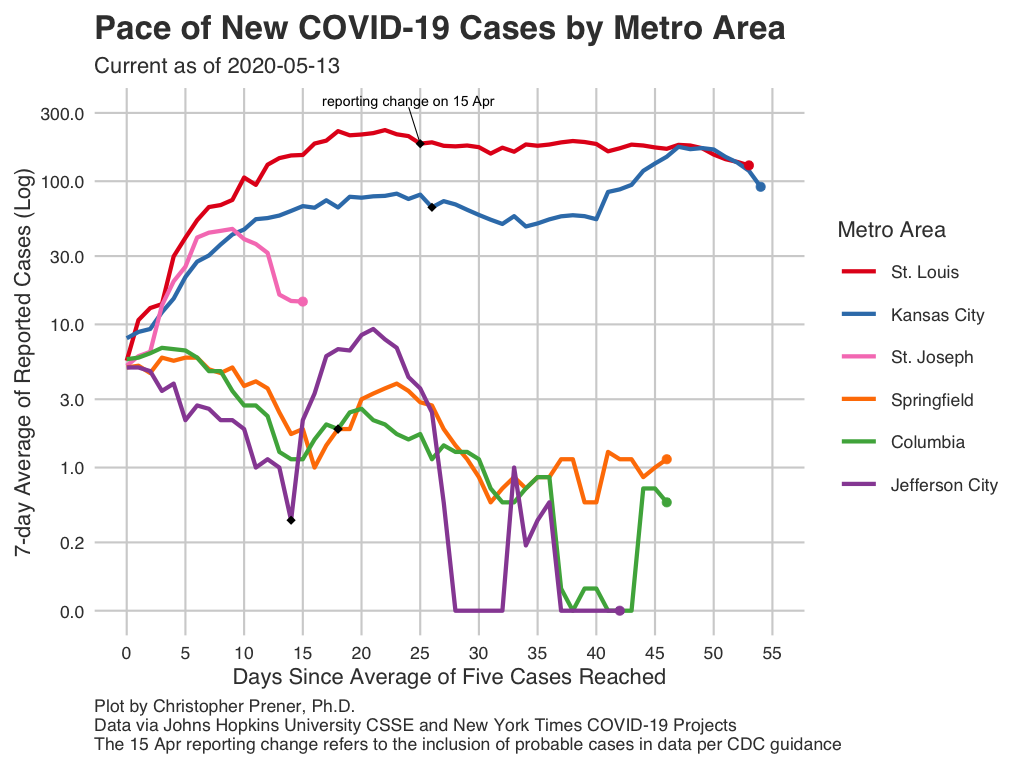 Pace of New COVID-19 Cases by Metro Area
Current as of 2020-05-13
reporting change on 15 Apr
300.0
100.0
30.0
10.0
3.0
1.0
0.2
0.0
7-day Average of Reported Cases (Log)
0 5 10 15 20 25 30 35 40 45 50 55
Days Since Average of Five Cases Reached
Metro Area
St. Louis
Kansas City
St. Joseph
Springfield
Columbia
Jefferson City
Plot by Christopher Prener, Ph.D.
Data via Johns Hopkins University CSSE and New York Times COVID-19 Projects
The 15 Apr reporting change refers to the inclusion of probable cases in data per CDC guidance